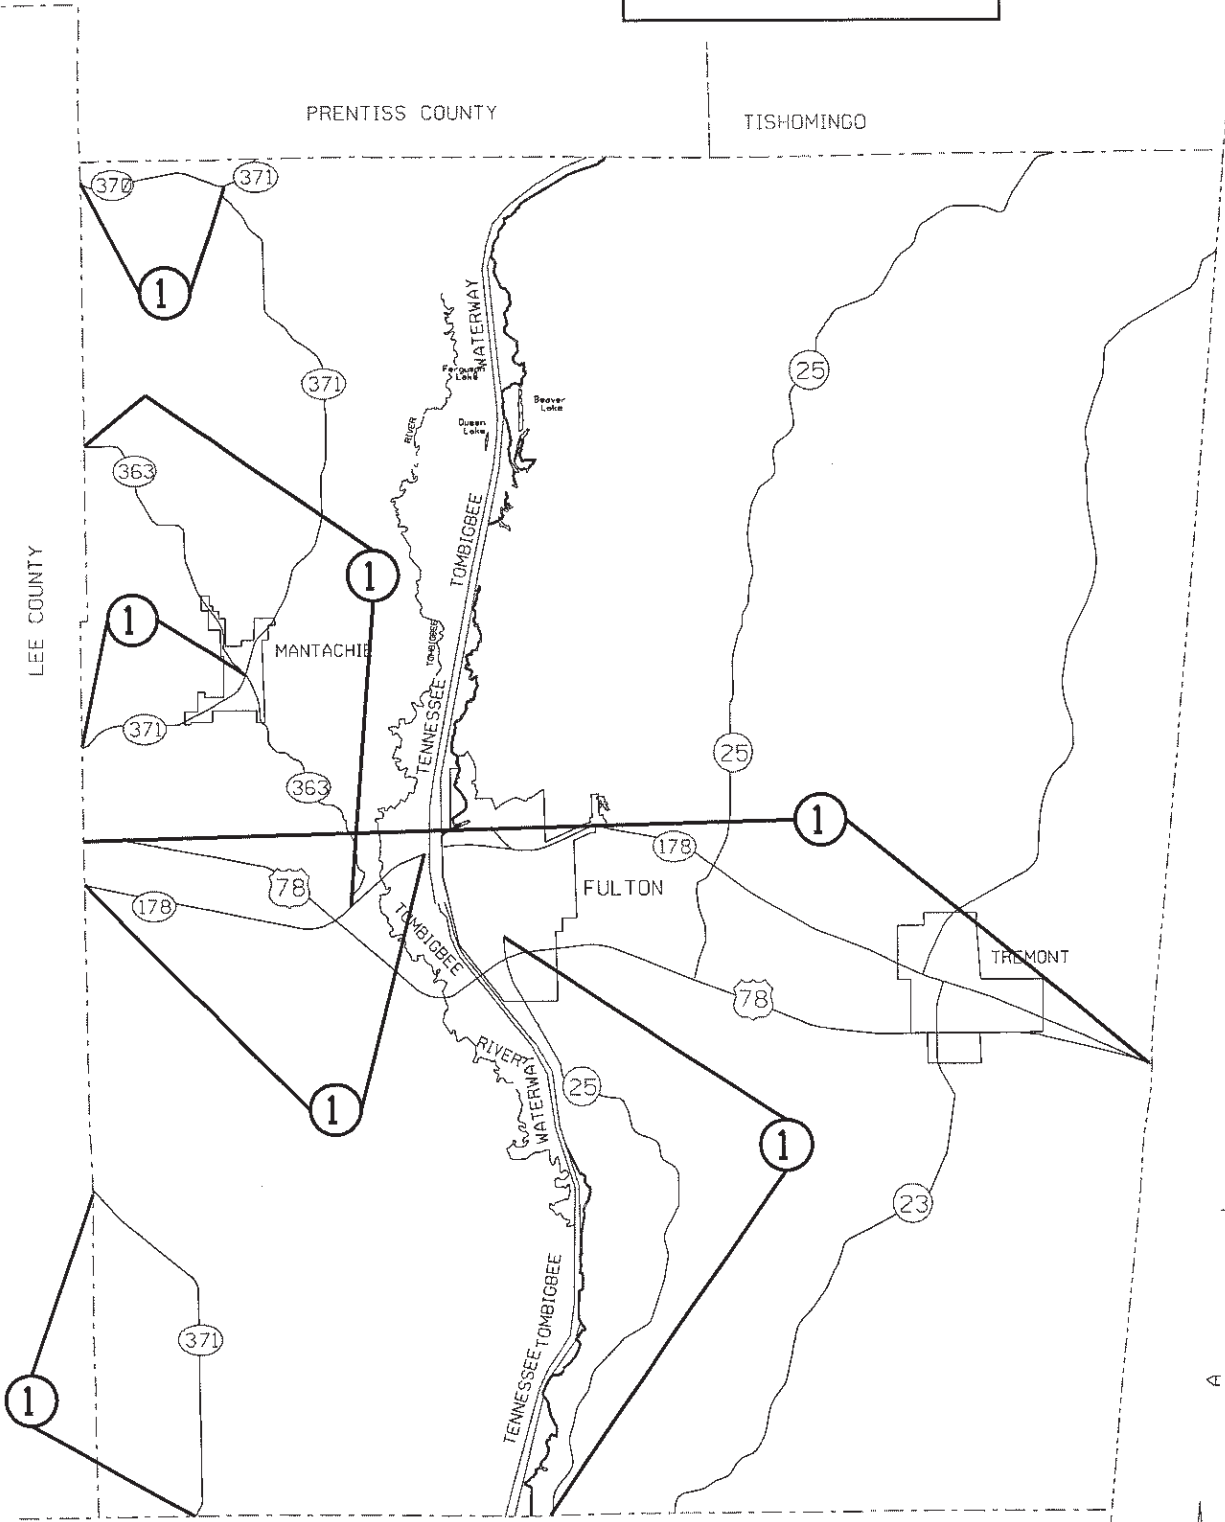 PRENTISS COUNTY
TISHOMINGO
370
371
1
WATERWAY
25
371
Ferguson
Lake
Beaver
Lake
Queen
Lake
RIVER
363
TOMBIGBEE
LEE COUNTY
1
1
MANTACHIE
TOMBIGBEE
TENNESSEE
371
25
363
1
178
78
178
FULTON
TOMBIGBEE
TREMONT
78
RIVER
WATERWAY
25
1
1
23
TENNESSEE TOMBIGBEE
371
1
A